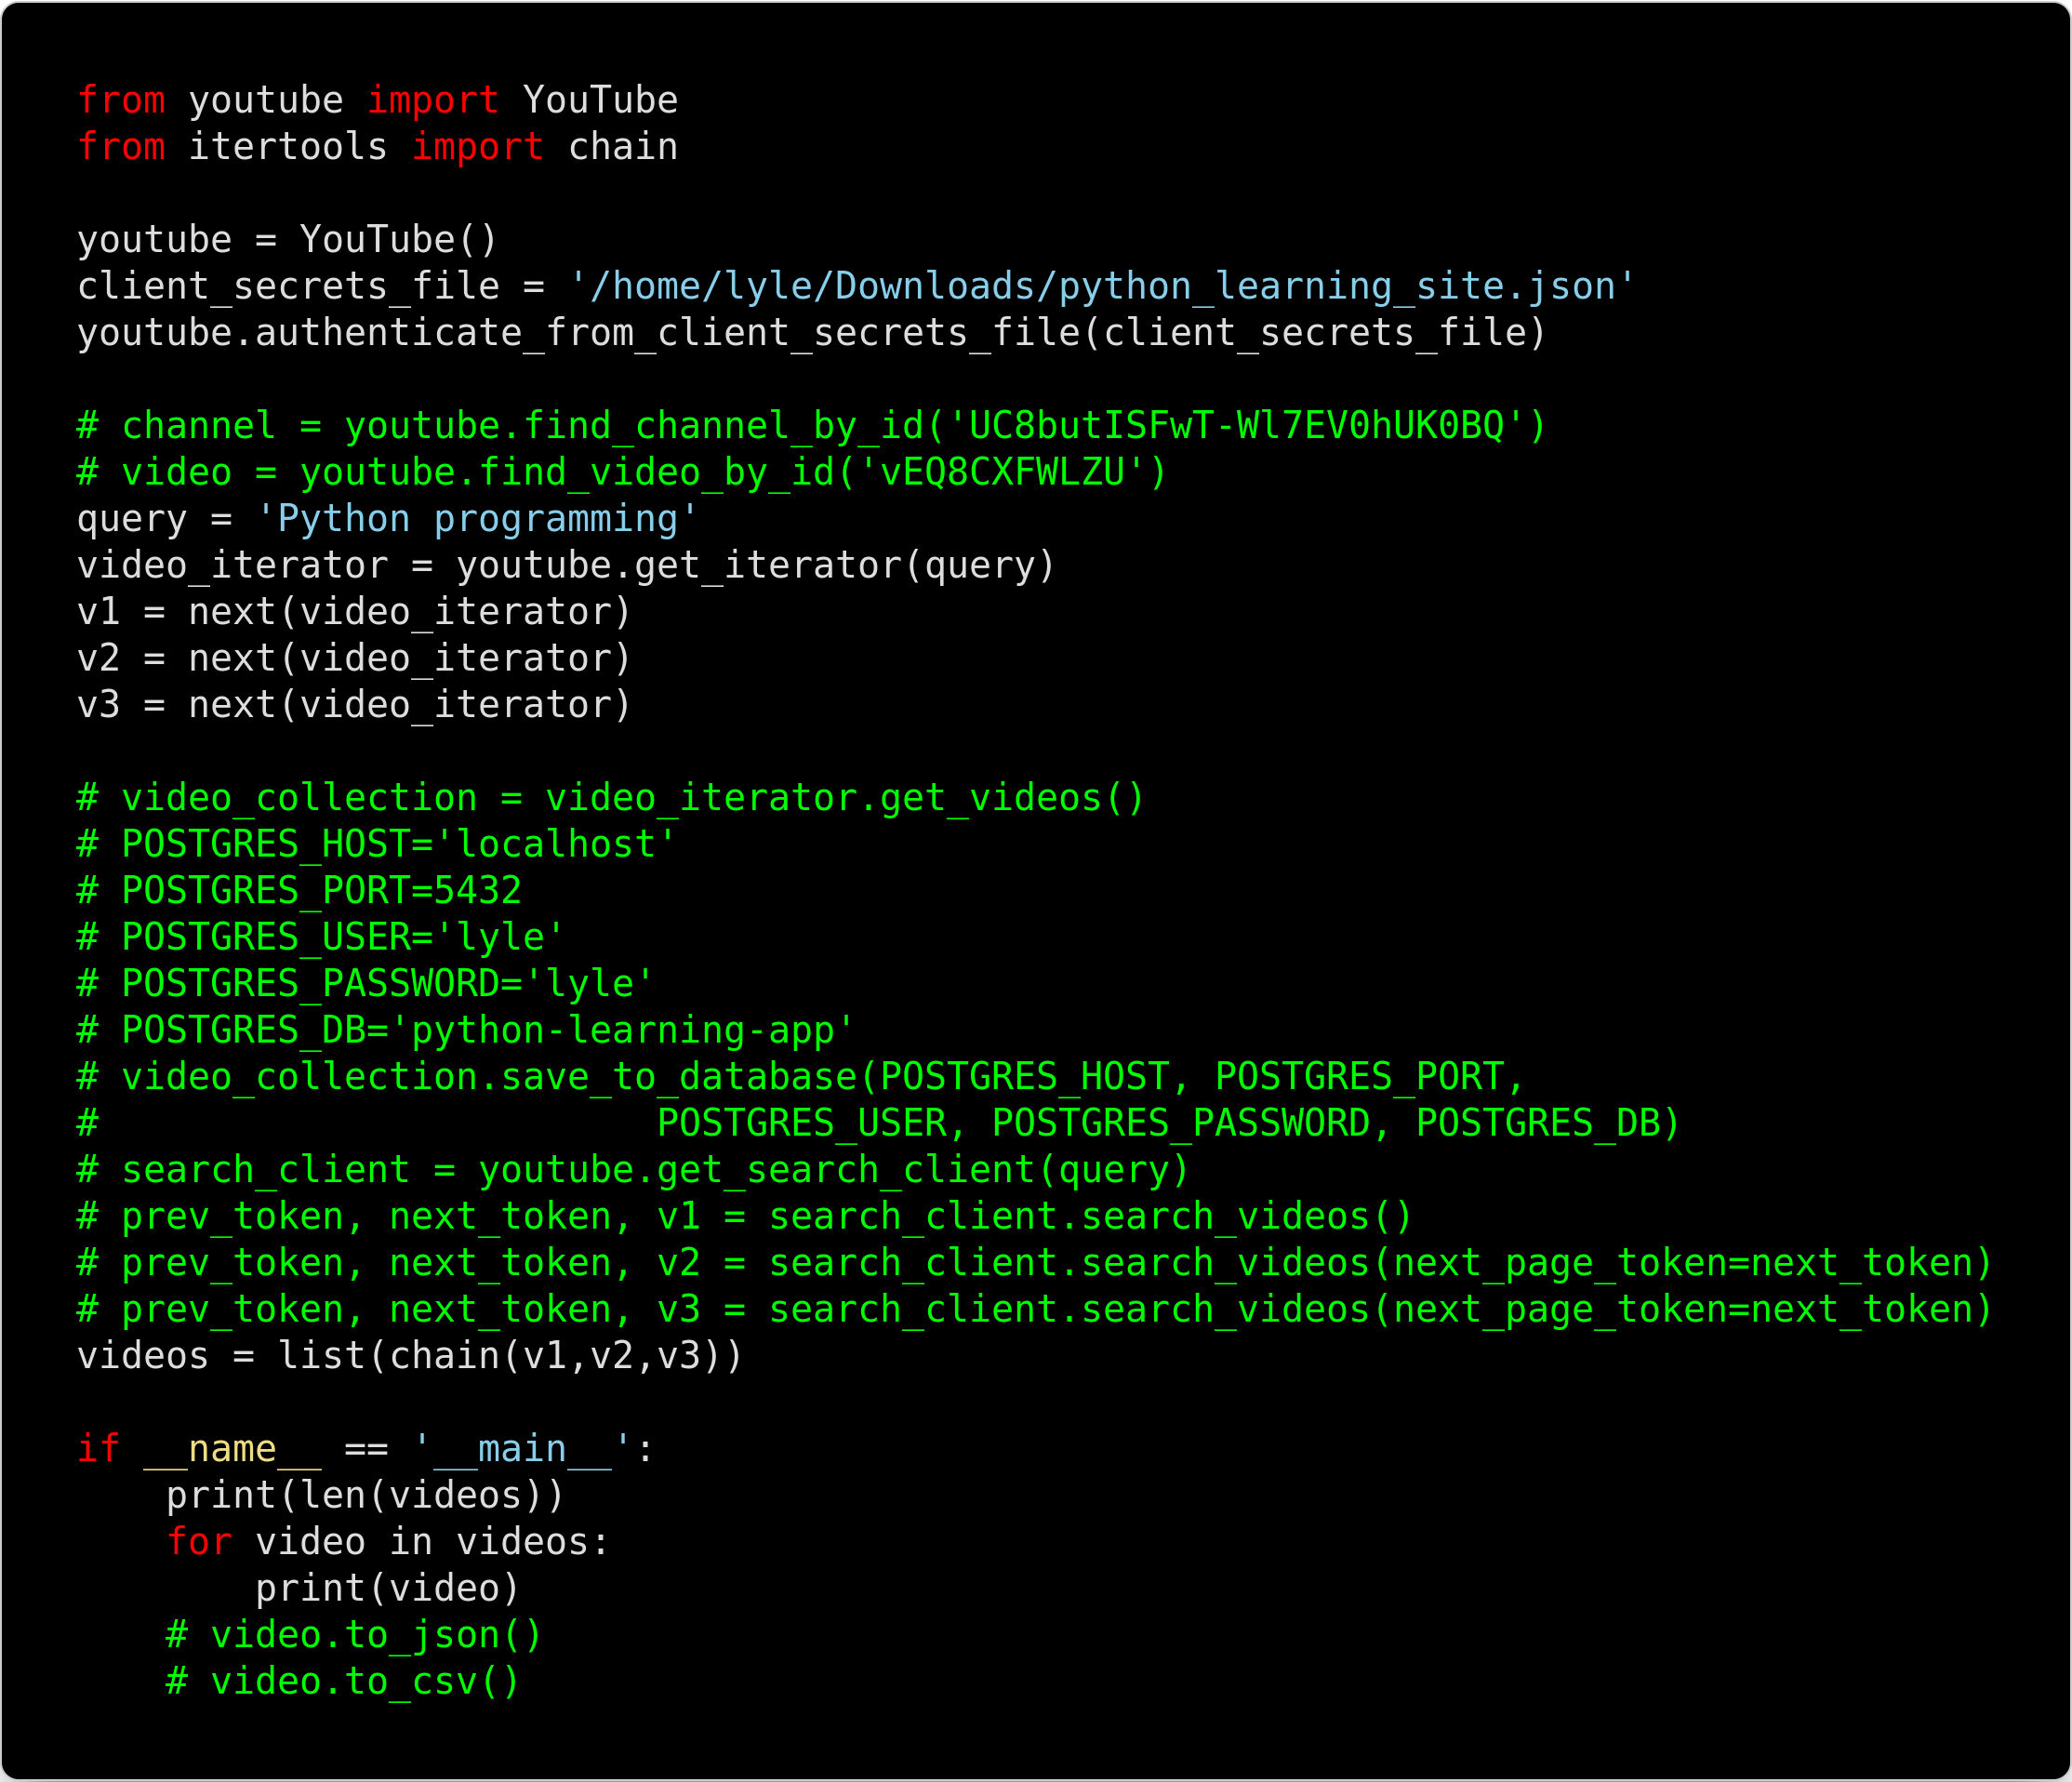 from youtube import YouTube
from itertools import chain

youtube = YouTube()
client_secrets_file = '/home/lyle/Downloads/python_learning_site.json'
youtube.authenticate_from_client_secrets_file(client_secrets_file)

# channel = youtube.find_channel_by_id('UC8butISFwT-Wl7EV0hUK0BQ')
# video = youtube.find_video_by_id('vEQ8CXFWLZU')
query = 'Python programming'
video_iterator = youtube.get_iterator(query)
v1 = next(video_iterator)
v2 = next(video_iterator)
v3 = next(video_iterator)

# video_collection = video_iterator.get_videos()
# POSTGRES_HOST='localhost'
# POSTGRES_PORT=5432
# POSTGRES_USER='lyle'
# POSTGRES_PASSWORD='lyle'
# POSTGRES_DB='python-learning-app'
# video_collection.save_to_database(POSTGRES_HOST, POSTGRES_PORT,
#                         POSTGRES_USER, POSTGRES_PASSWORD, POSTGRES_DB)
# search_client = youtube.get_search_client(query)
# prev_token, next_token, v1 = search_client.search_videos()
# prev_token, next_token, v2 = search_client.search_videos(next_page_token=next_token)
# prev_token, next_token, v3 = search_client.search_videos(next_page_token=next_token)
videos = list(chain(v1,v2,v3))

if __name__ == '__main__':
    print(len(videos))
    for video in videos:
        print(video)
    # video.to_json()
    # video.to_csv()